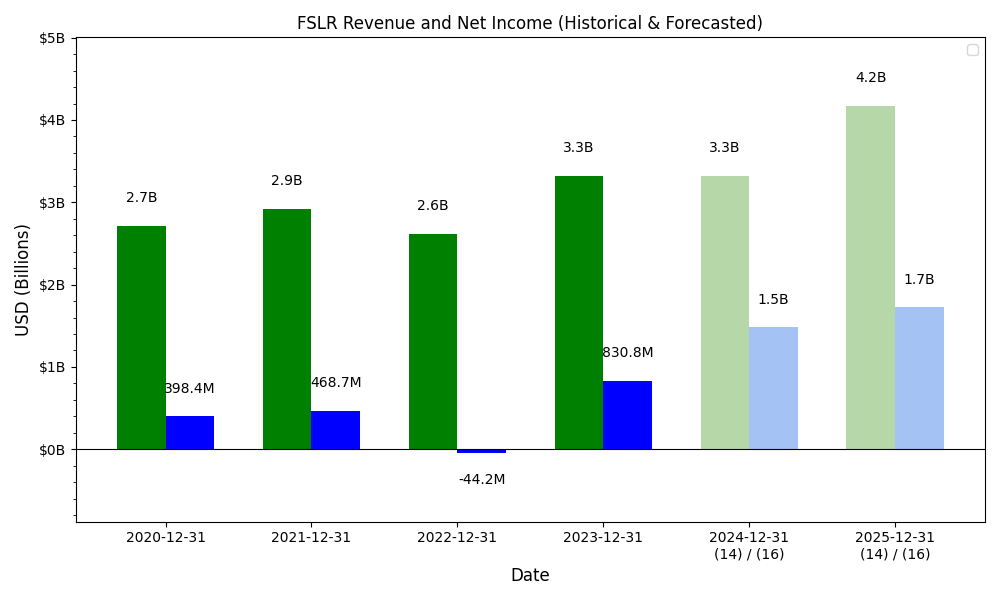 FSLR Revenue and Net Income (Historical & Forecasted)
$5B
4.2B
$4B
3.3B
3.3B
2.9B
2.7B
2.6B
$3B
USD (Billions)
$2B
1.7B
1.5B
$1B
830.8M
468.7M
398.4M
$0B
-44.2M
2020-12-31
2021-12-31
2022-12-31
2023-12-31
2024-12-31
(14) / (16)
2025-12-31
(14) / (16)
Date